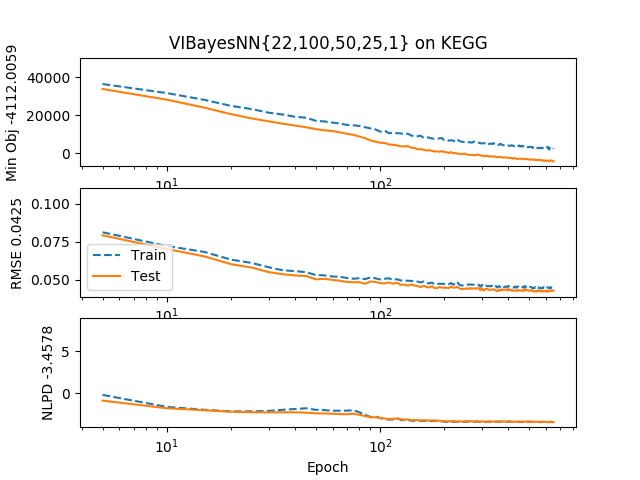 VIBayesNN{22,100,50,25,1} on KEGG
Min Obj -4112.0059
40000
20000
0
10¹ 10²
RMSE 0.0425
0.100
0.075
0.050
Train
Test
10¹ 10²
NLPD -3.4578
5
0
10¹ 10²
Epoch